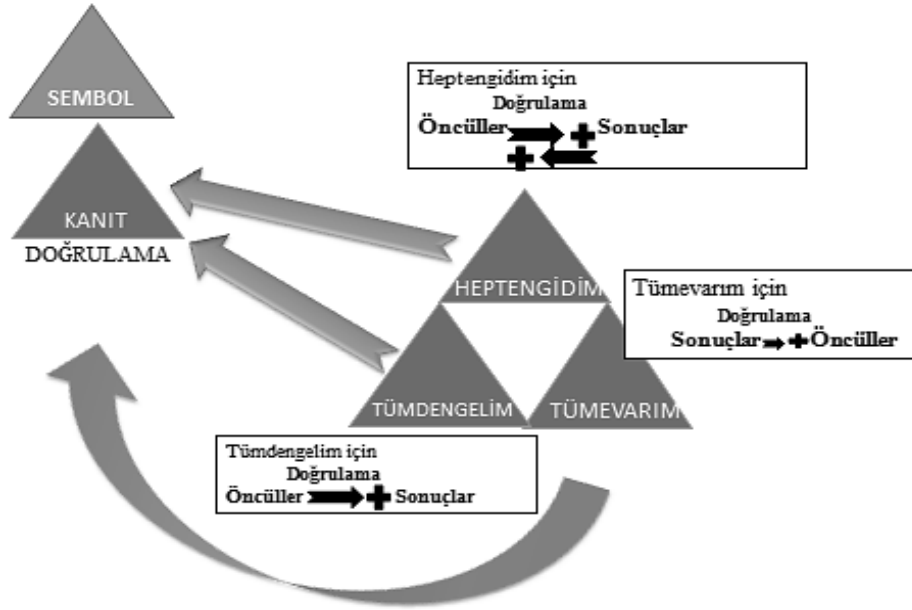 SEMBOL
KANIT
DOĞRULAMA
Heptengidim için
Doğrulama
Öncüller Sonuçlar
HEPTENGİDİM
Tümevarım için
Doğrulama
Sonuçlar Öncüller
TÜMDENGELİM
TÜMEVARIM
Tümdengelim için
Doğrulama
Öncüller Sonuçlar